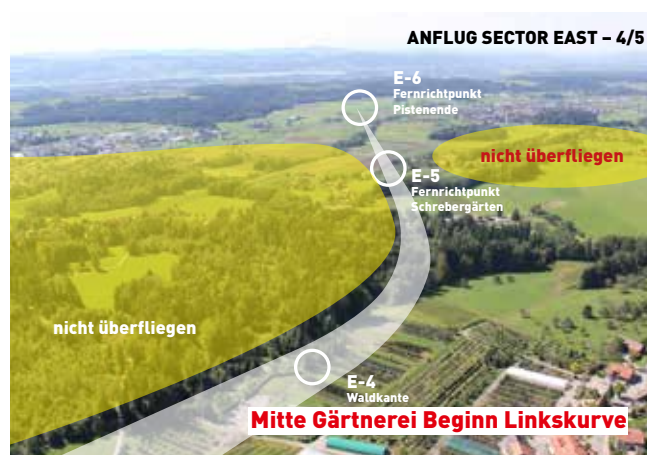 ANFLUG SECTOR EAST – 4/5
E-6
Fernrichtpunkt
Pistenende
nicht überfliegen
E-5
Fernrichtpunkt
Schrebergärten
nicht überfliegen
E-4
Waldkante
Mitte Gärtnerei Beginn Linkskurve